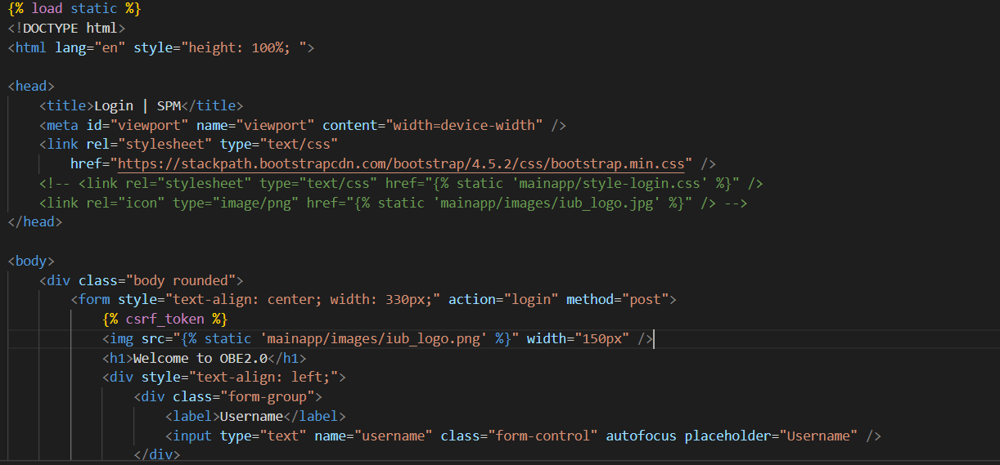 {% load static %}
<!DOCTYPE html>
<html lang="en" style="height: 100%; ">
<head>
<title>Login | SPM</title>
<meta id="viewport" name="viewport" content="width=device-width" />
<link rel="stylesheet" type="text/css"
href="https://stackpath.bootstrapcdn.com/bootstrap/4.5.2/css/bootstrap.min.css" />
<!-- <link rel="stylesheet" type="text/css" href="{% static 'mainapp/style-login.css' %}" />
<link rel="icon" type="image/png" href="{% static 'mainapp/images/iub_logo.jpg' %}" /> -->
</head>
<body>
<div class="body rounded">
<form style="text-align: center; width: 330px;" action="login" method="post">
{% csrf_token %}
<img src="{% static 'mainapp/images/iub_logo.png' %}" width="150px" />
<h1>Welcome to OBE2.0</h1>
<div style="text-align: left;">
<div class="form-group">
<label>Username</label>
<input type="text" name="username" class="form-control" autofocus placeholder="Username" />
</div>